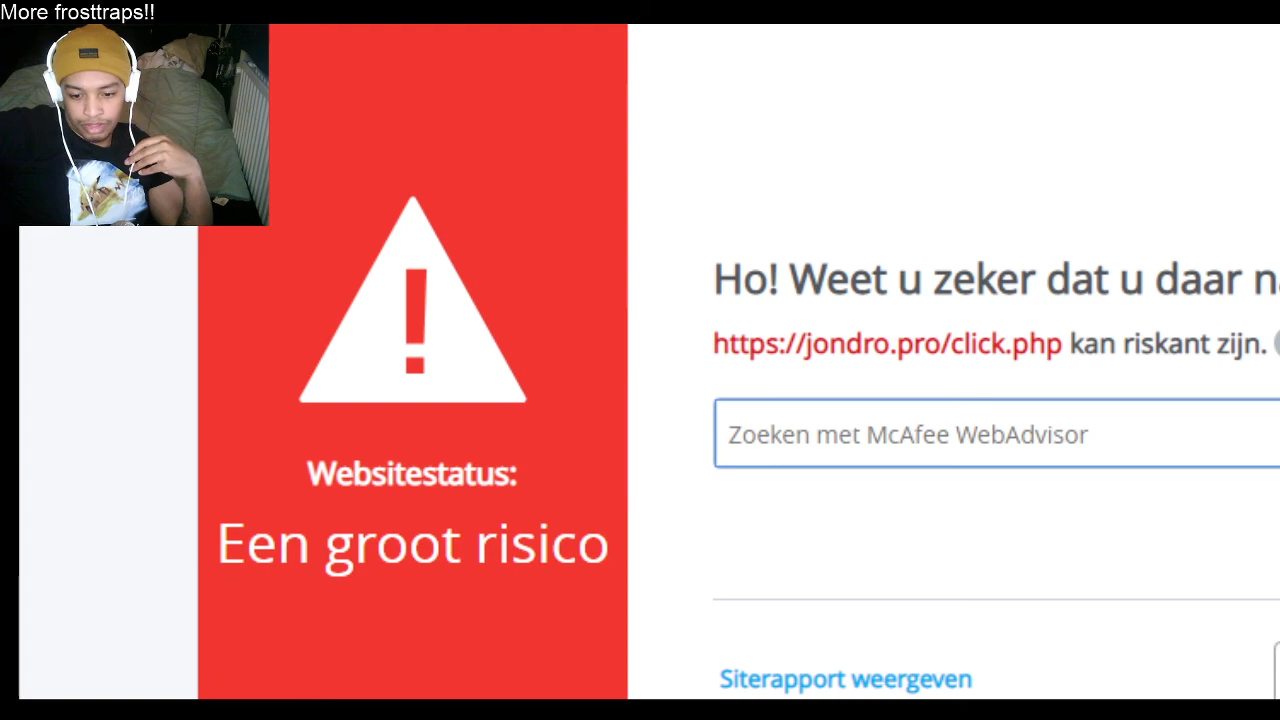 More frosttraps!!
Ho! Weet u zeker dat u daar
https://jondro.pro/click.php kan riskant zijn.
Zoeken met McAfee WebAdvisor
Websitestatus:
Een groot risico
Siterapport weergeven